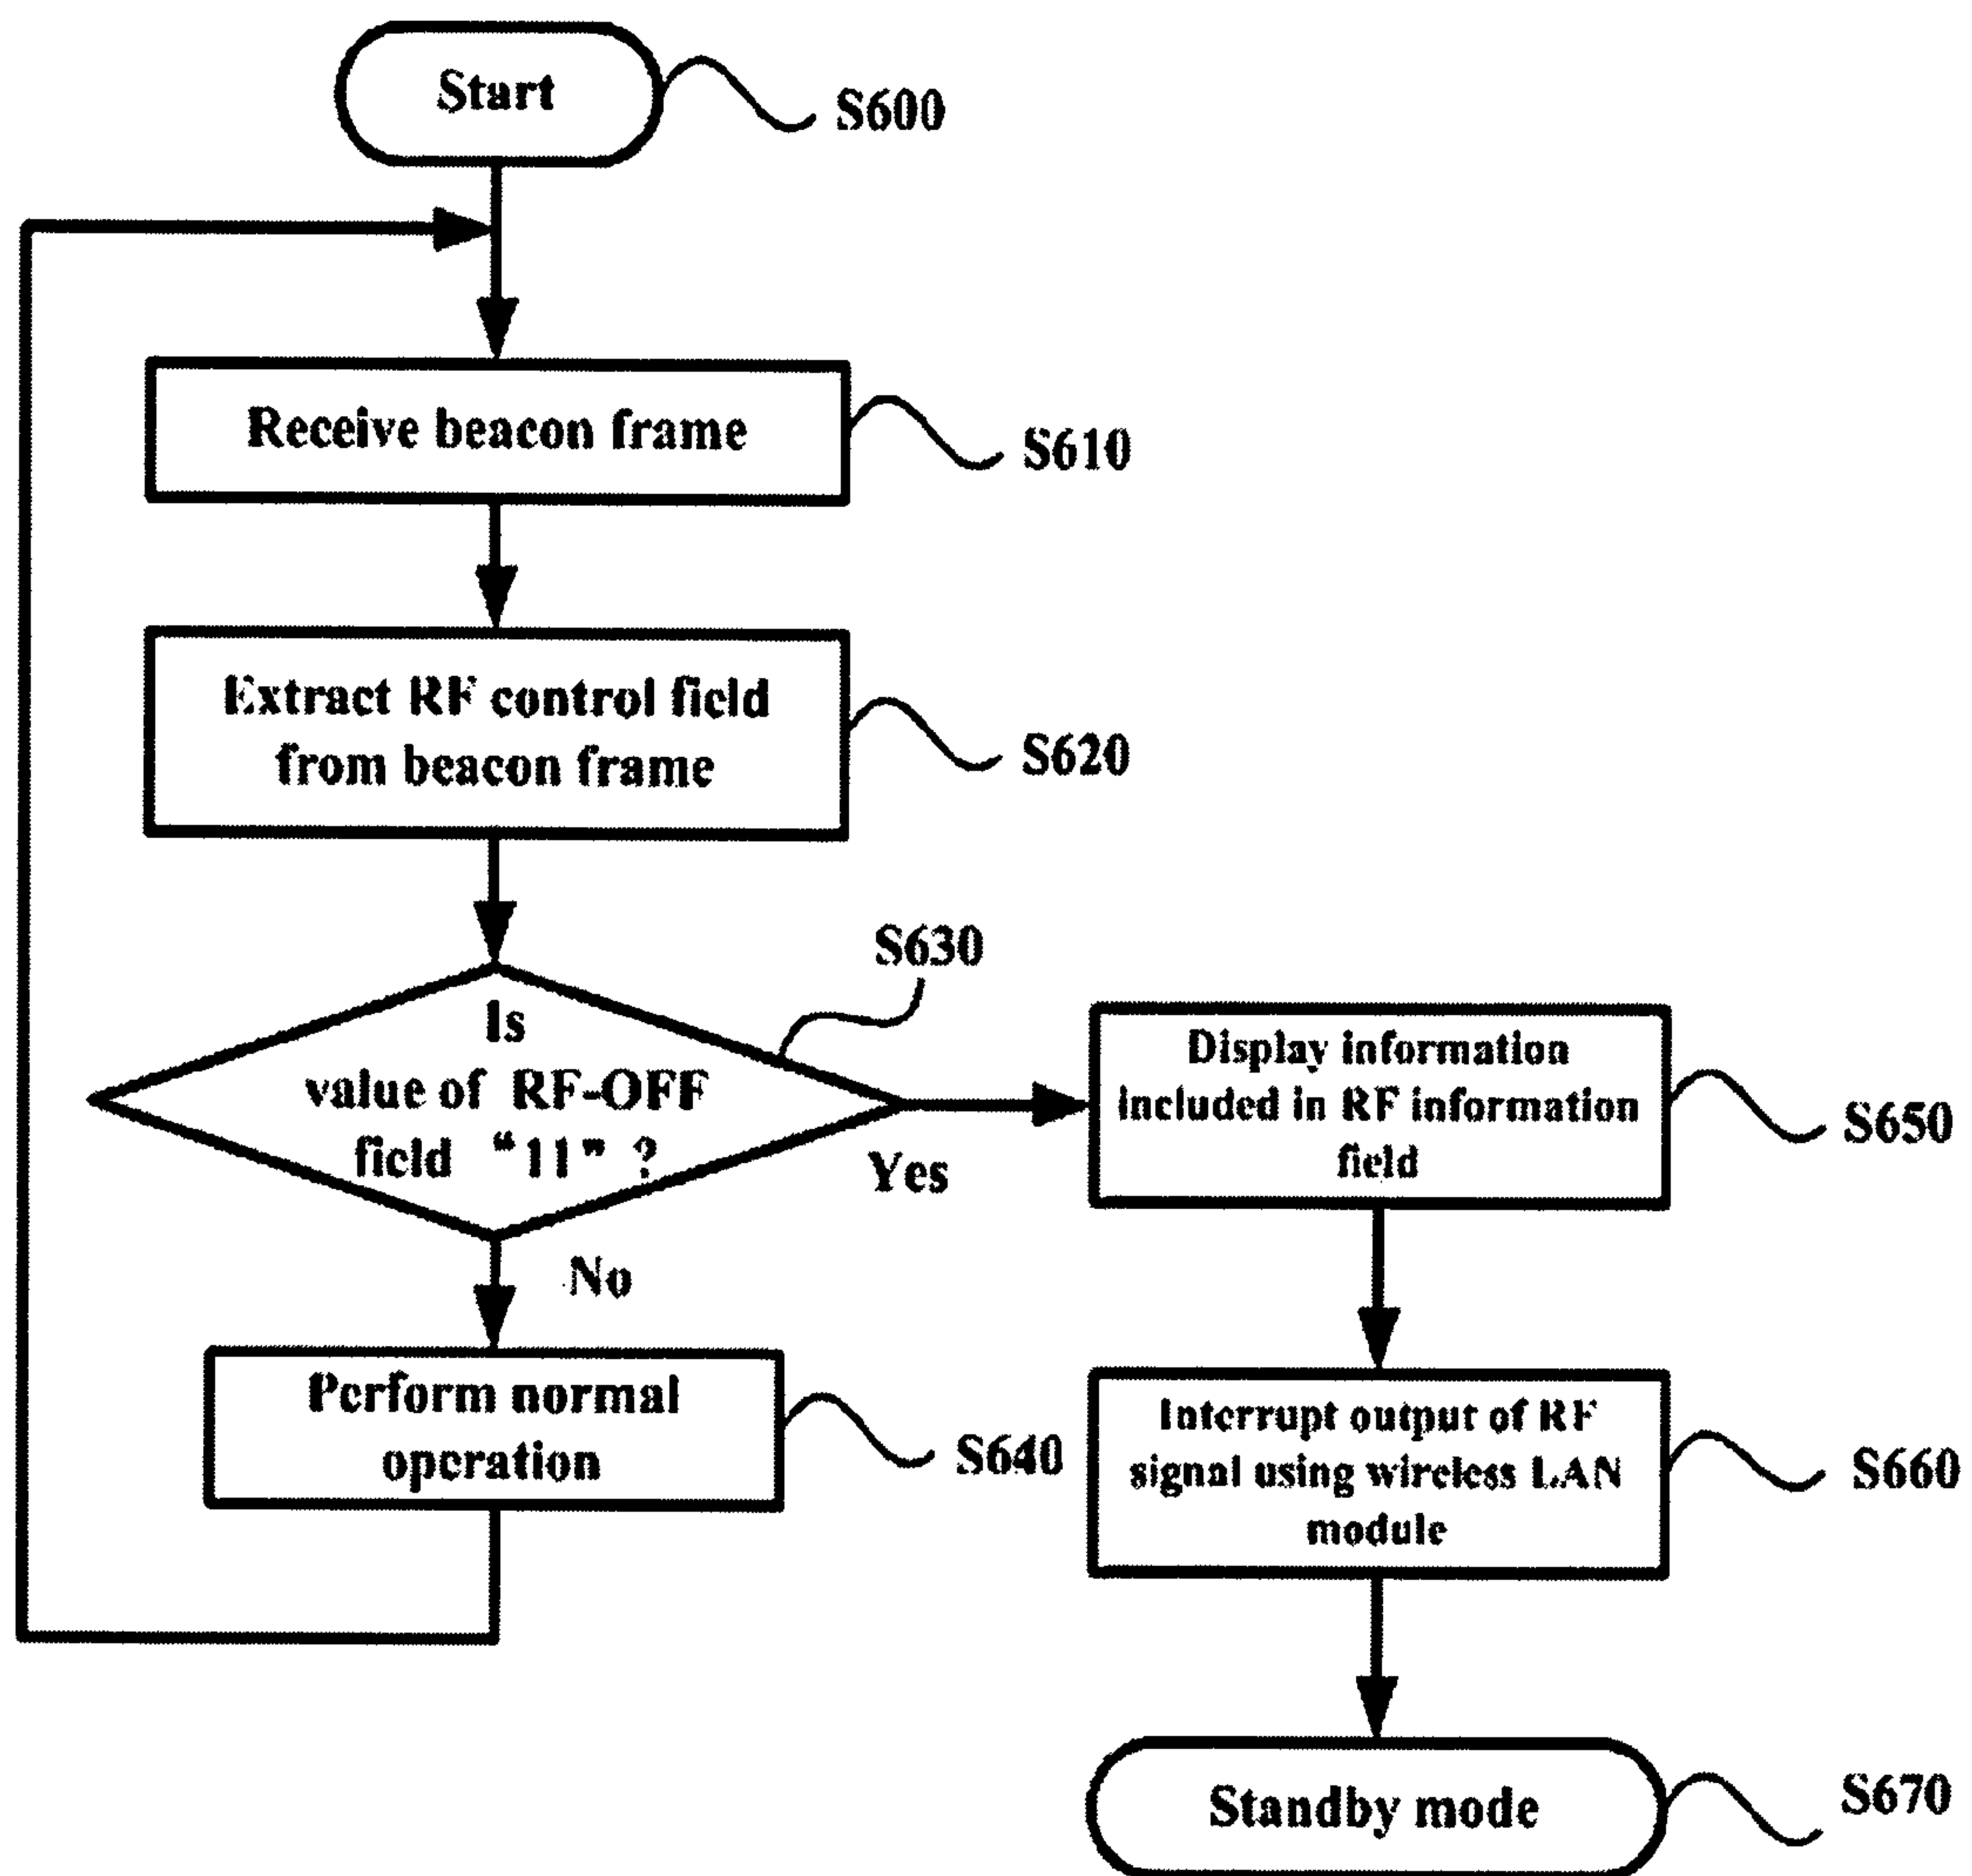 Start
S600
Receive beacon frame
S610
Extract RF control field
from beacon frame
S620
S630
Is
value of RF-OFF
field “11” ?
Yes
No
Perform normal
operation
S640
Display information
included in RF information
field
S650
Interrupt output of RF
signal using wireless LAN
module
S660
Standby mode
S670